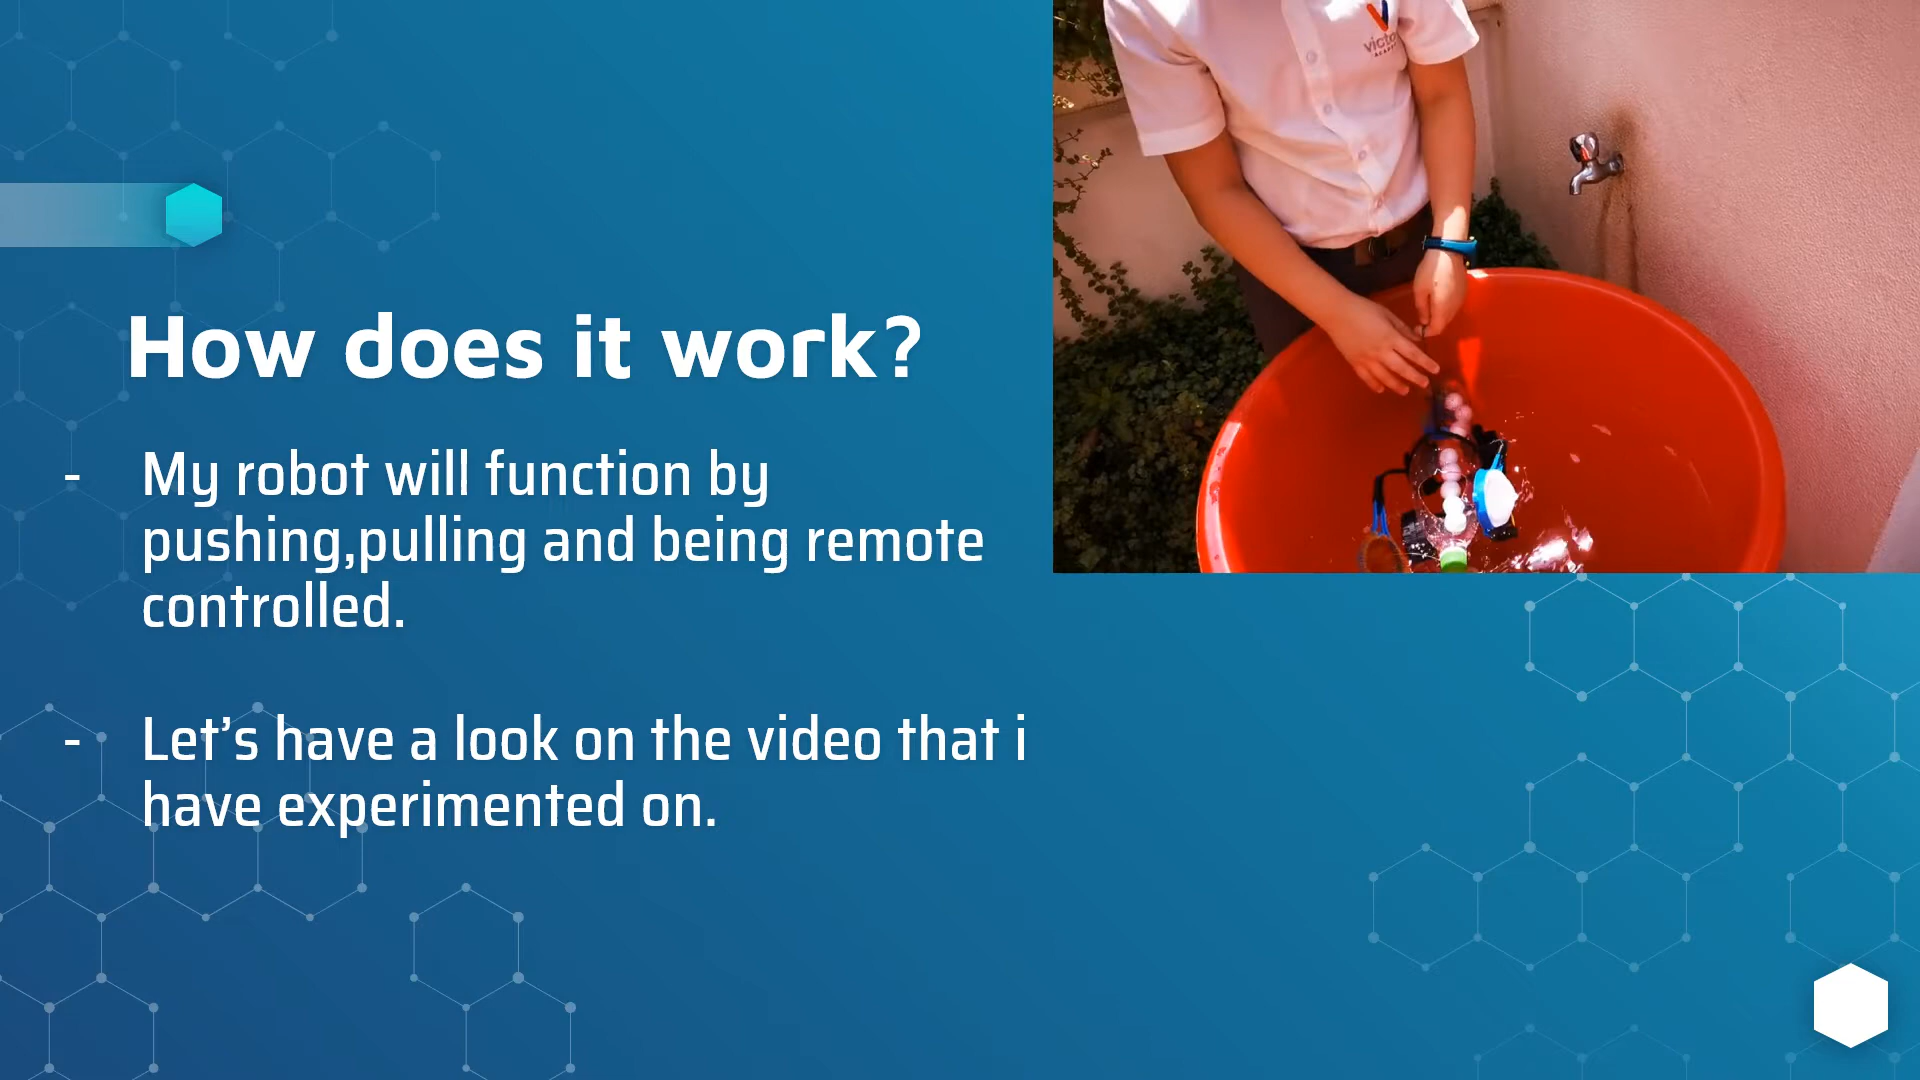 How does it work?
- My robot will function by
pushing,pulling and being remote
controlled.
- Let’s have a look on the video that i
have experimented on.